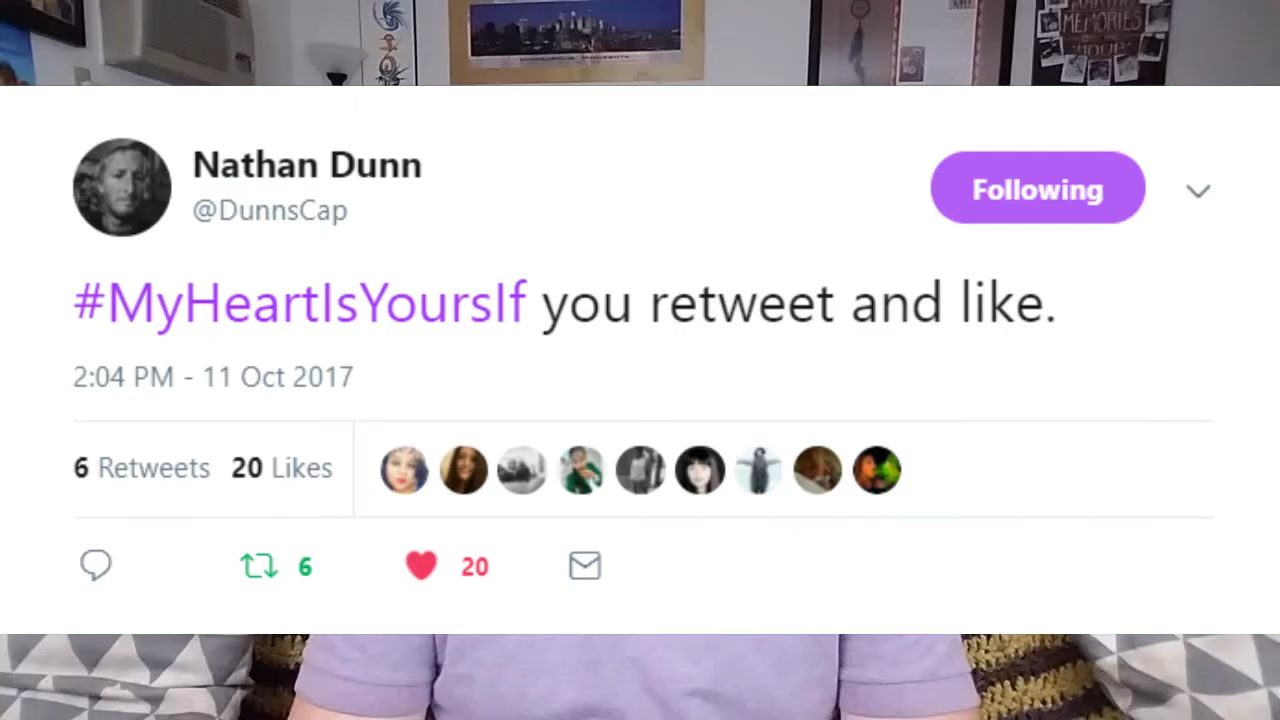 MEMORIES
Nathan Dunn
@DunnsCap
Following
#MyHeartIsYoursIf you retweet and like.
2:04 PM - 11 Oct 2017
6 Retweets 20 Likes
6 20